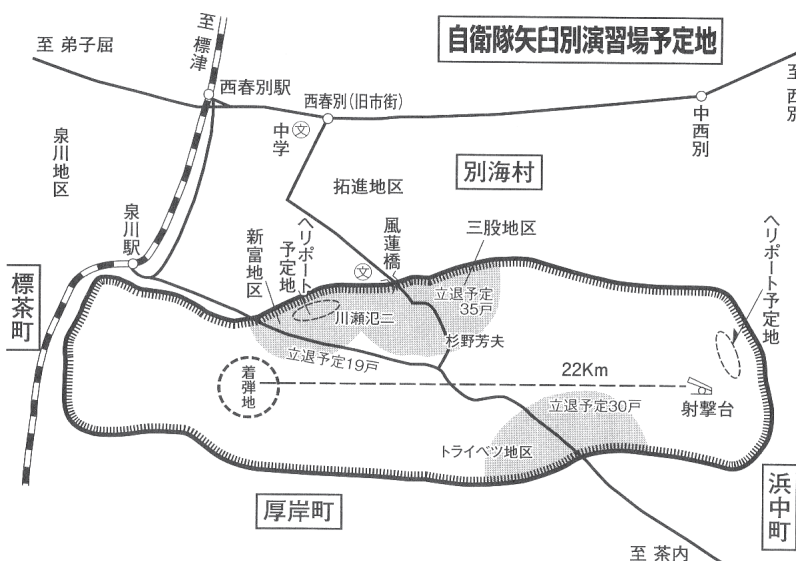 自衛隊矢臼別演習場予定地
至 標津
至 弟子屈
西春別駅
西春別(旧市街)
中学
文
中西別
至 西別
泉川地区
拓進地区
別海村
泉川駅
新富地区
ヘリポート
予定地
文
風蓮橋
三股地区
ヘリポート予定地
標茶町
立退予定
35戸
川瀬氾二
杉野芳夫
立退予定19戸
着弾地
22Km
射撃台
立退予定30戸
トライベツ地区
厚岸町
浜中町
至 茶内